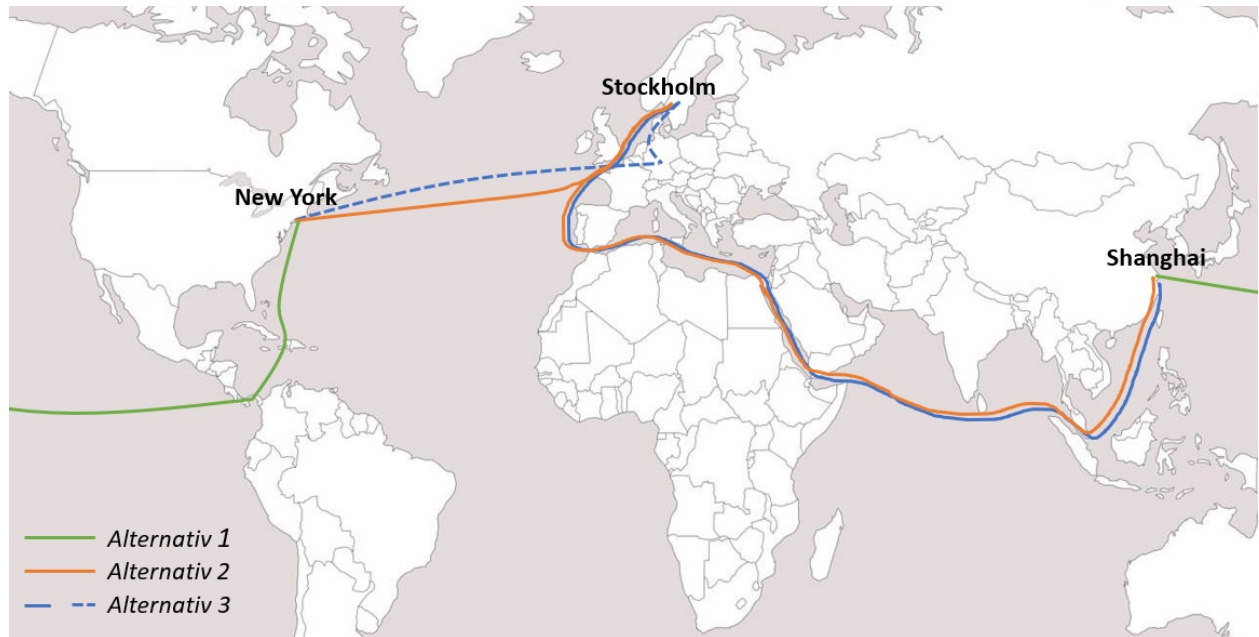 Stockholm
New York
Shanghai
Alternativ 1
Alternativ 2
Alternativ 3